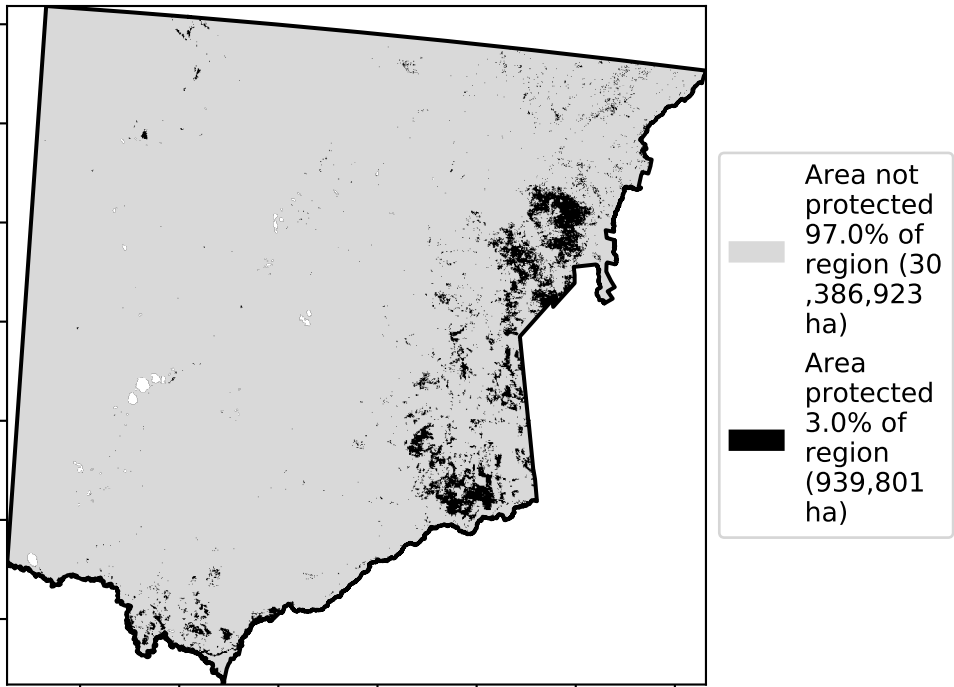 Area not
protected
97.0% of
region (30
,386,923
ha)
Area
protected
3.0% of
region
(939,801
ha)